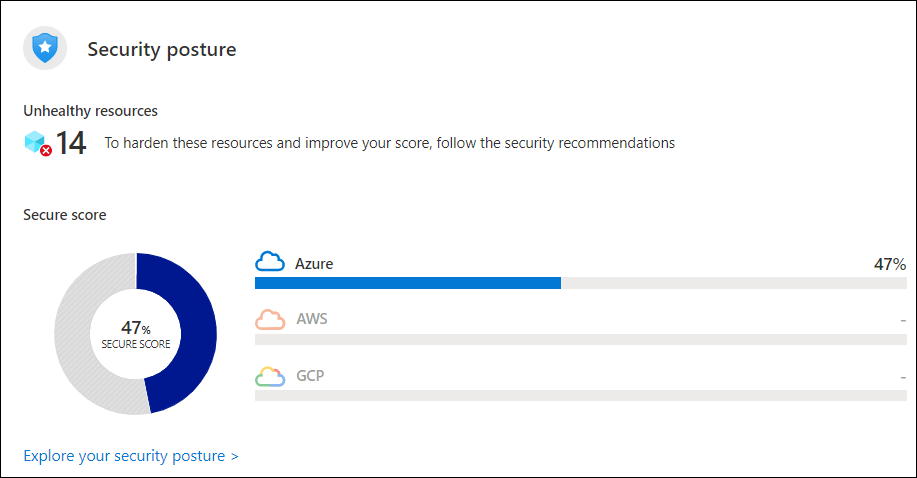 Security posture
Unhealthy resources
14 To harden these resources and improve your score, follow the security recommendations
Secure score
Azure 47%
47%
SECURE SCORE
AWS -
GCP -
Explore your security posture >